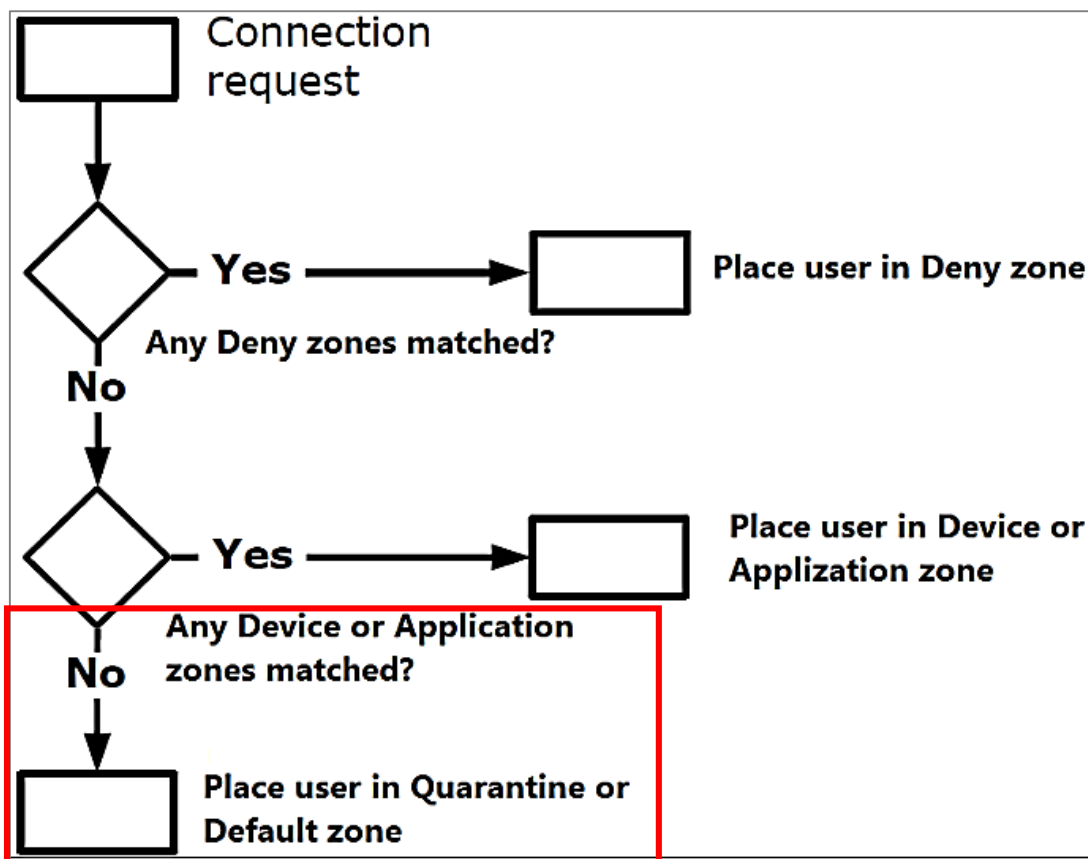 Connection
request
Yes
Place user in Deny zone
Any Deny zones matched?
No
Yes
Place user in Device or
Applization zone
Any Device or Application
zones matched?
No
Place user in Quarantine or
Default zone